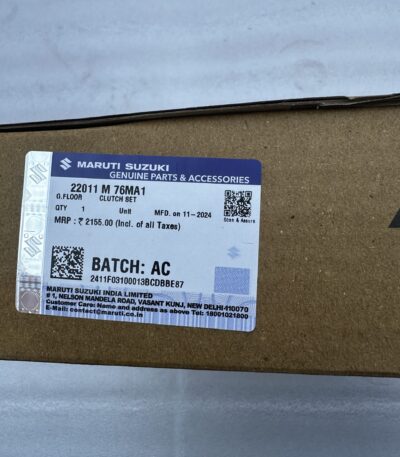 MARUTI SUZUKI
GENUINE PARTS & ACCESSORIES
22011 M 76MA1
G.FLOOR CLUTCH SET
QTY 1 Unit MFD. on 11-2024
MRP : ₹ 2155.00 (Incl. of all Taxes)
Scan & Assure
BATCH: AC
2411F03100013BCDBBE87
MARUTI SUZUKI INDIA LIMITED
# 1, NELSON MANDELA ROAD, VASANT KUNJ, NEW DELHI-110070
Customer Care: Name and address as above Tel: 18001021800
E-Mail: contact@maruti.co.in